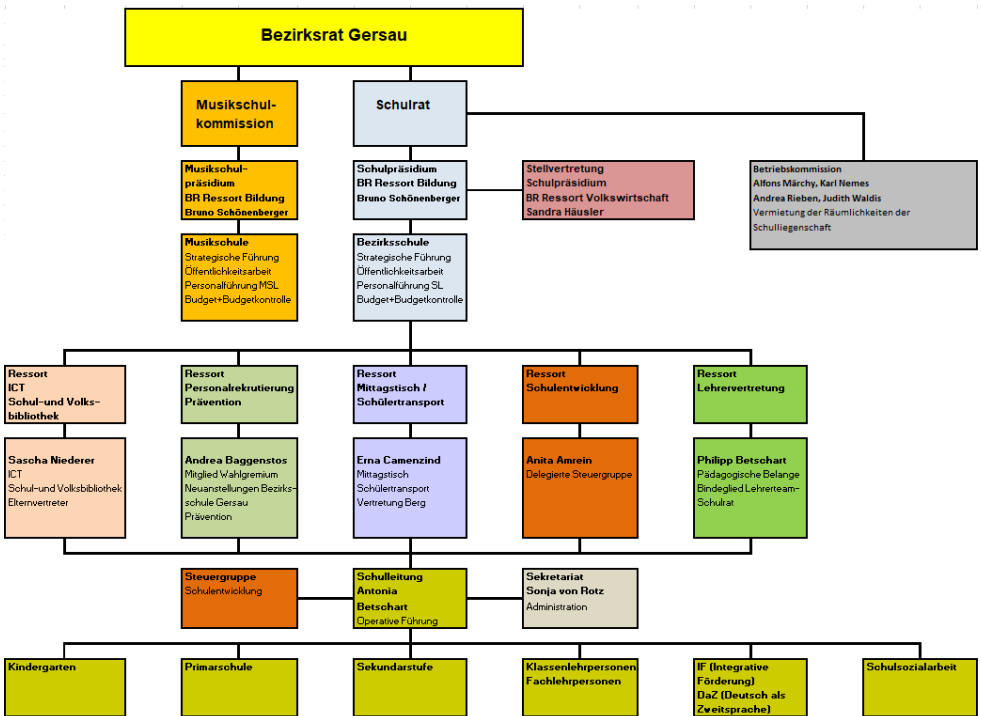 Bezirksrat Gersau
Musikschul-
kommission
Schulrat
Musikschul-
präsidium
BR Ressort Bildung
Bruno Schönenberger
Schulpräsidium
BR Ressort Bildung
Bruno Schönenberger
Stellvertretung
Schulpräsidium
BR Ressort Volkswirtschaft
Sandra Häusler
Betriebskommission
Alfons Märchy, Karl Nemes
Andrea Rieben, Judith Waldis
Vermietung der Räumlichkeiten der
Schulliegenschaft
Musikschule
Strategische Führung
Öffentlichkeitsarbeit
Personalführung MSL
Budget+Budgetkontrolle
Bezirksschule
Strategische Führung
Öffentlichkeitsarbeit
Personalführung SL
Budget+Budgetkontrolle
Ressort
ICT
Schul-und Volks-
bibliothek
Ressort
Personalrekrutierung
Prävention
Ressort
Mittagstisch /
Schülertransport
Ressort
Schulentwicklung
Ressort
Lehrervertretung
Sascha Niederer
ICT
Schul-und Volksbibliothek
Elternvertreter
Andrea Baggenstos
Mitglied Wahlgremium
Neuanstellungen Bezirks-
schule Gersau
Prävention
Erna Camenzind
Mittagstisch
Schülertransport
Vertretung Berg
Anita Amrein
Delegierte Steuergruppe
Philipp Betschart
Pädagogische Belange
Bindeglied Lehrerteam-
Schulrat
Steuergruppe
Schulentwicklung
Schulleitung
Antonia
Betschart
Operative Führung
Sekretariat
Sonja von Rotz
Administration
Kindergarten
Primarschule
Sekundarstufe
Klassenlehrpersonen
Fachlehrpersonen
IF (Integrative
Förderung)
DaZ (Deutsch als
Zweitsprache)
Schulsozialarbeit